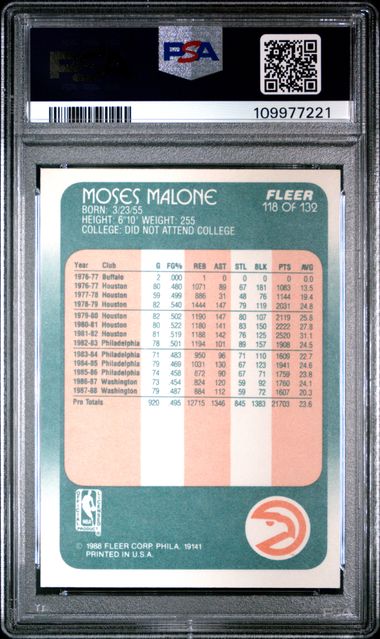 PSA
109977221
MOSES MALONE
BORN: 3/23/55
HEIGHT: 6'10" WEIGHT: 255
COLLEGE: DID NOT ATTEND COLLEGE
FLEER
118 OF 132
Year Club G FG% REB AST STL BLK PTS AVG
1976-77 Buffalo 2 .000 1 0 0 0 0 0.0
1976-77 Houston 80 .480 1071 89 67 181 1083 13.5
1977-78 Houston 59 .499 886 31 48 76 1144 19.4
1978-79 Houston 82 .540 1444 147 79 119 2031 24.8
1979-80 Houston 82 .502 1190 147 80 107 2119 25.8
1980-81 Houston 80 .522 1180 141 83 150 2222 27.8
1981-82 Houston 81 .519 1188 142 76 125 2520 31.1
1982-83 Philadelphia 78 .501 1194 101 89 157 1908 24.5
1983-84 Philadelphia 71 .483 950 96 71 110 1609 22.7
1984-85 Philadelphia 79 .469 1031 130 67 123 1941 24.6
1985-86 Philadelphia 74 .458 872 90 67 71 1759 23.8
1986-87 Washington 73 .454 824 120 59 92 1760 24.1
1987-88 Washington 79 .487 884 112 59 72 1607 20.3
Pro Totals 920 .495 12715 1346 845 1383 21703 23.6
NBA
PRODUCT
© 1988 FLEER CORP. PHILA. 19141
PRINTED IN U.S.A.
PSA